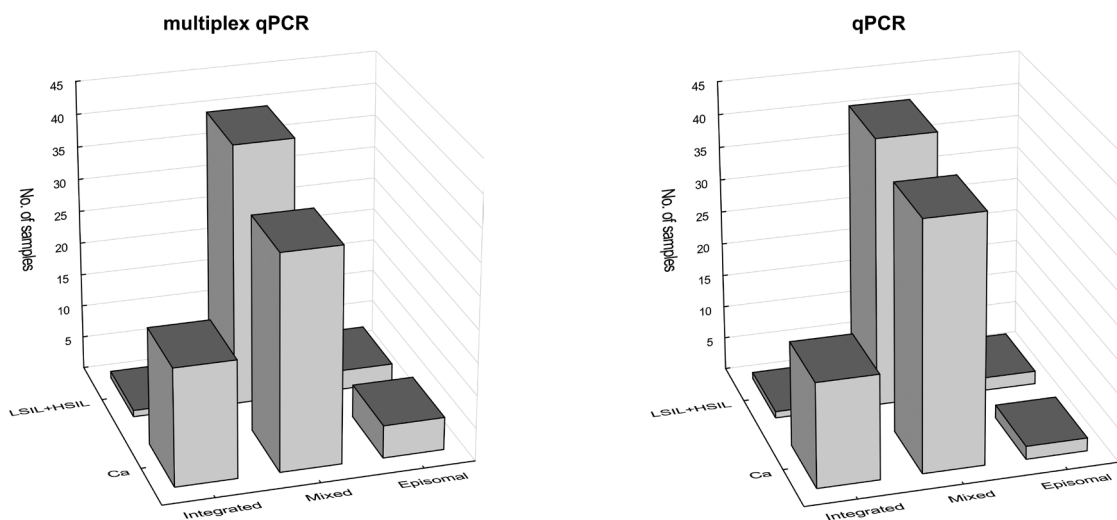 multiplex qPCR
45
40
35
30
25
20
15
10
5
No. of samples
LSIL+HSIL
Ca
Integrated
Mixed
Episomal
qPCR
45
40
35
30
25
20
15
10
5
No. of samples
LSIL+HSIL
Ca
Integrated
Mixed
Episomal